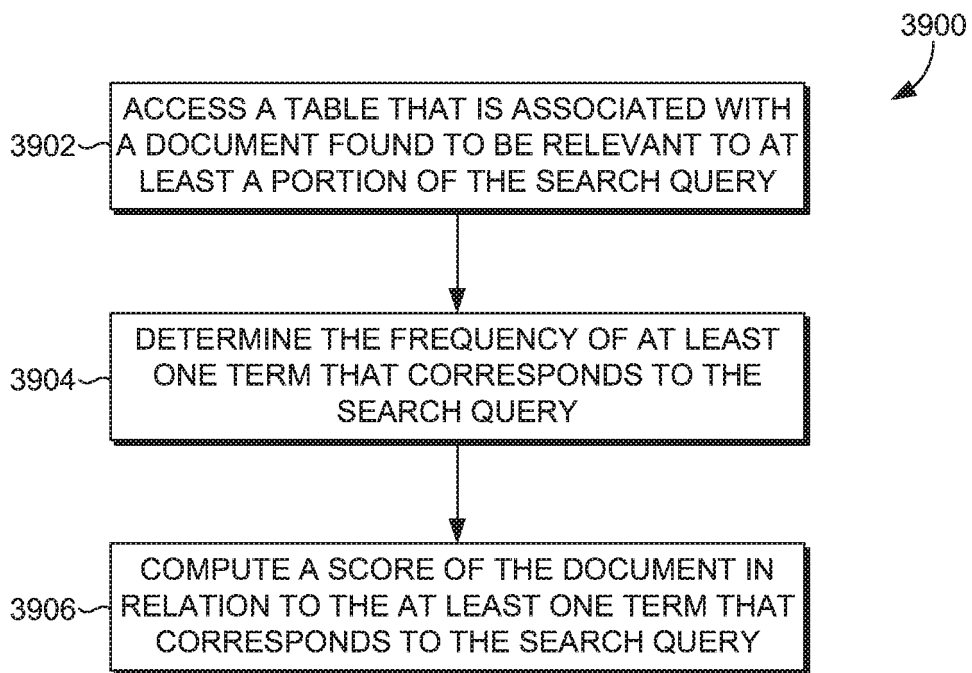 3900
ACCESS A TABLE THAT IS ASSOCIATED WITH
3902
A DOCUMENT FOUND TO BE RELEVANT TO AT
LEAST A PORTION OF THE SEARCH QUERY
DETERMINE THE FREQUENCY OF AT LEAST
3904
ONE TERM THAT CORRESPONDS TO THE
SEARCH QUERY
COMPUTE A SCORE OF THE DOCUMENT IN
3906
RELATION TO THE AT LEAST ONE TERM THAT
CORRESPONDS TO THE SEARCH QUERY